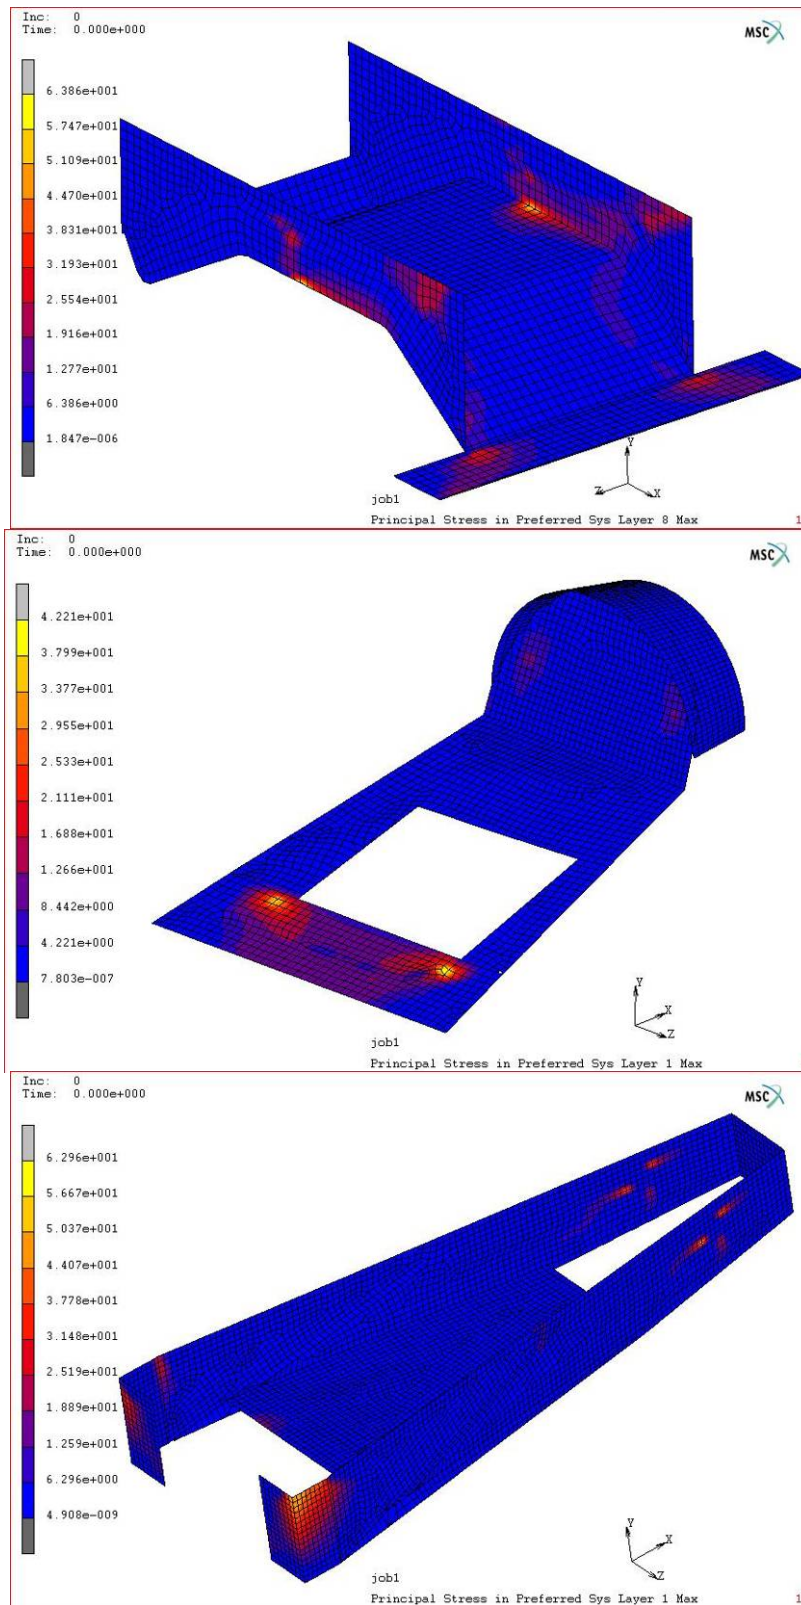 Inc: 0
Time: 0.000e+000
MSC
6.386e+001
5.747e+001
5.109e+001
4.470e+001
3.831e+001
3.193e+001
2.554e+001
1.916e+001
1.277e+001
6.386e+000
1.847e-006
Y
Z
X
job1
Principal Stress in Preferred Sys Layer 8 Max
1
Inc: 0
Time: 0.000e+000
MSC
4.221e+001
3.799e+001
3.377e+001
2.955e+001
2.533e+001
2.111e+001
1.688e+001
1.266e+001
8.442e+000
4.221e+000
7.803e-007
Y
X
Z
job1
Principal Stress in Preferred Sys Layer 1 Max
Inc: 0
Time: 0.000e+000
MSC
6.296e+001
5.667e+001
5.037e+001
4.407e+001
3.778e+001
3.148e+001
2.519e+001
1.889e+001
1.259e+001
6.296e+000
4.908e-009
Y
X
Z
job1
Principal Stress in Preferred Sys Layer 1 Max
1